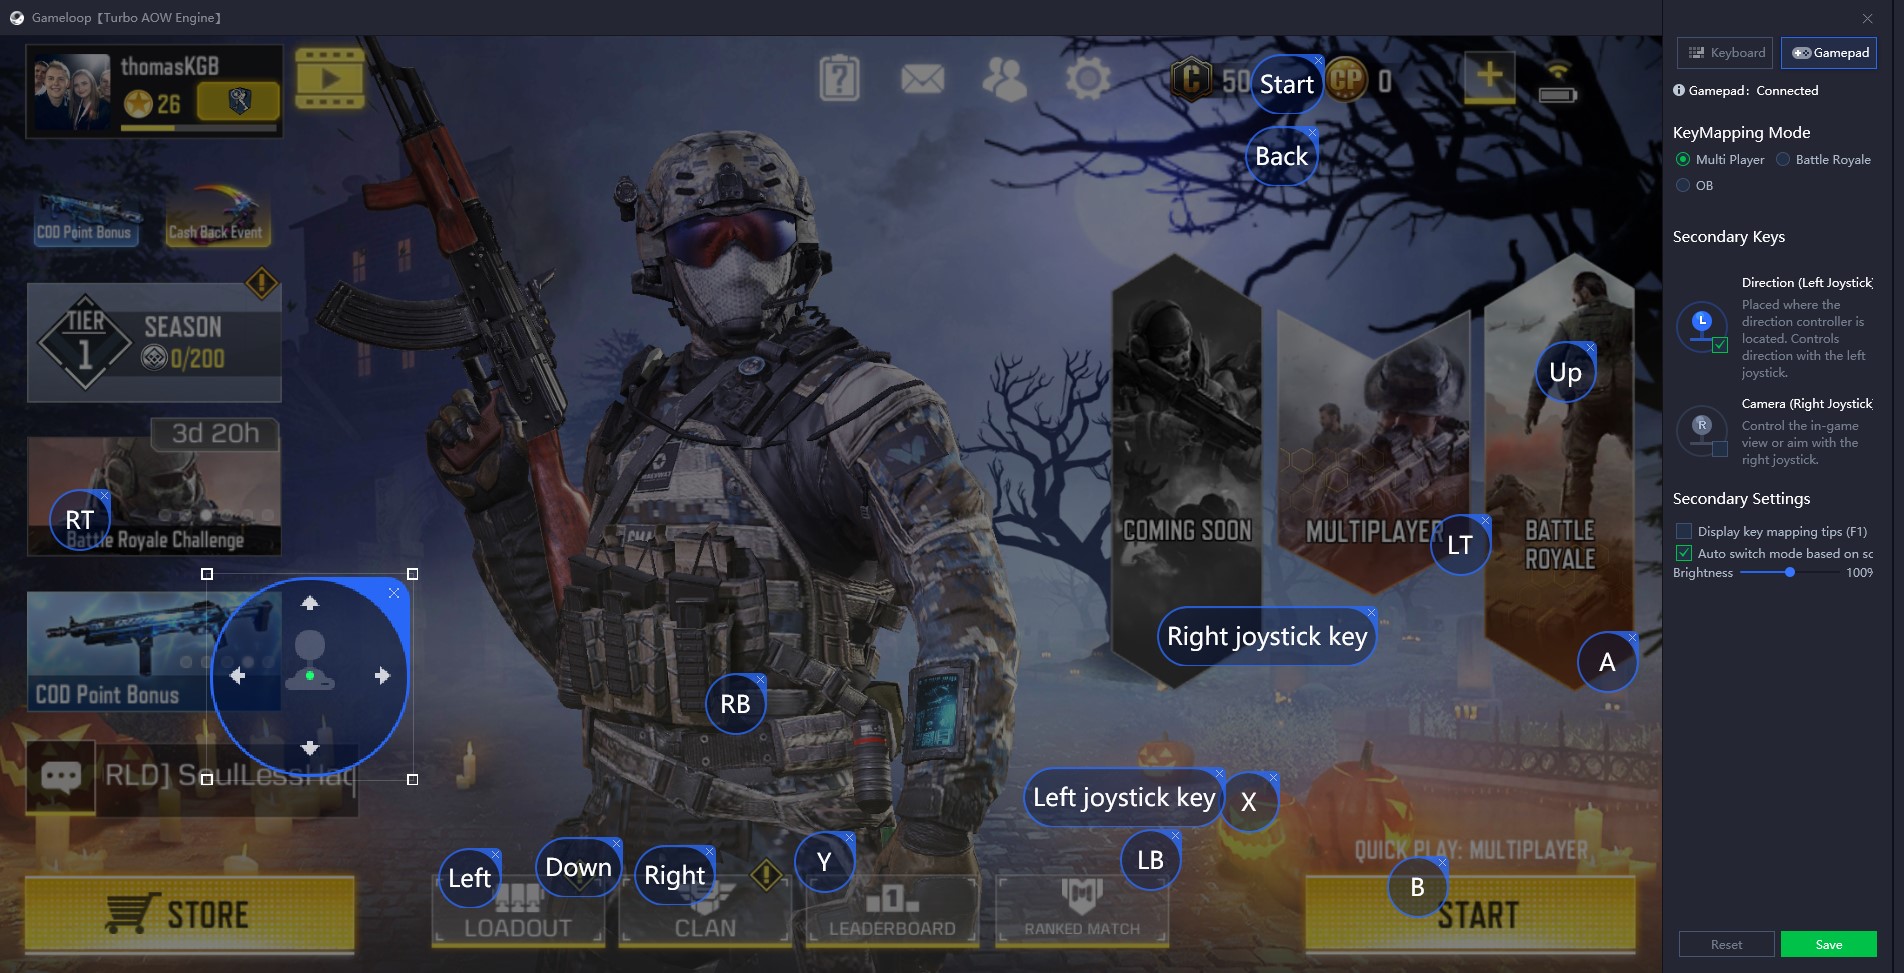 Gameloop【Turbo AOW Engine】
thomasKGB
26
C
50
Start
CP
0
Back
COD Point Bonus
Cash Back Event
TIER
1
SEASON
0/200
3d 20h
RT
Battle Royale Challenge
COD Point Bonus
RLD] SoulLessHaq
STORE
Left
Down
Right
Y
LOADOUT
CLAN
LEADERBOARD
1
RANKED MATCH
RB
Up
COMING SOON
MULTIPLAYER
BATTLE
ROYALE
LT
Right joystick key
A
Left joystick key
X
LB
QUICK PLAY: MULTIPLAYER
B
START
Keyboard
Gamepad
Gamepad: Connected
KeyMapping Mode
Multi Player
Battle Royale
OB
Secondary Keys
L
Direction (Left Joystick
Placed where the
direction controller is
located. Controls
direction with the left
joystick.
R
Camera (Right Joystick
Control the in-game
view or aim with the
right joystick.
Secondary Settings
Display key mapping tips (F1)
Auto switch mode based on sc
Brightness
100%
Reset
Save